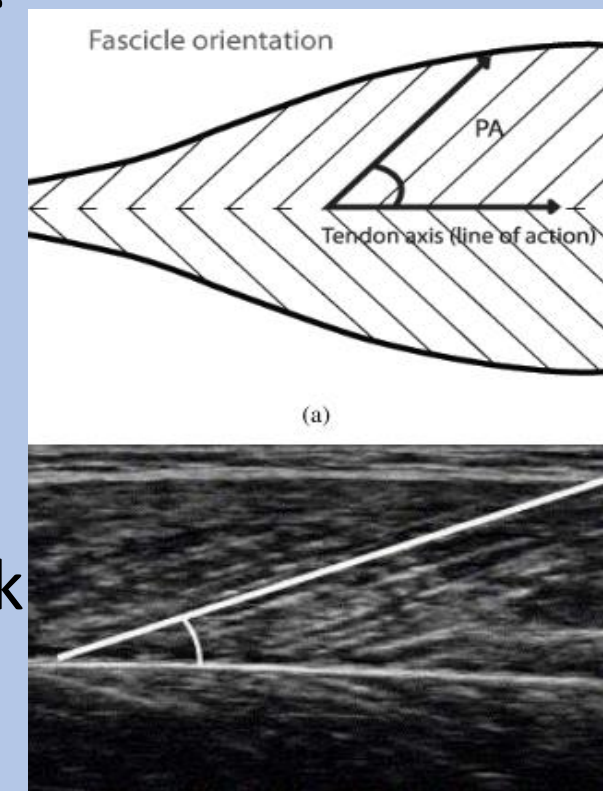 Fascicle orientation
PA
Tendon axis (line of action)
(a)
k